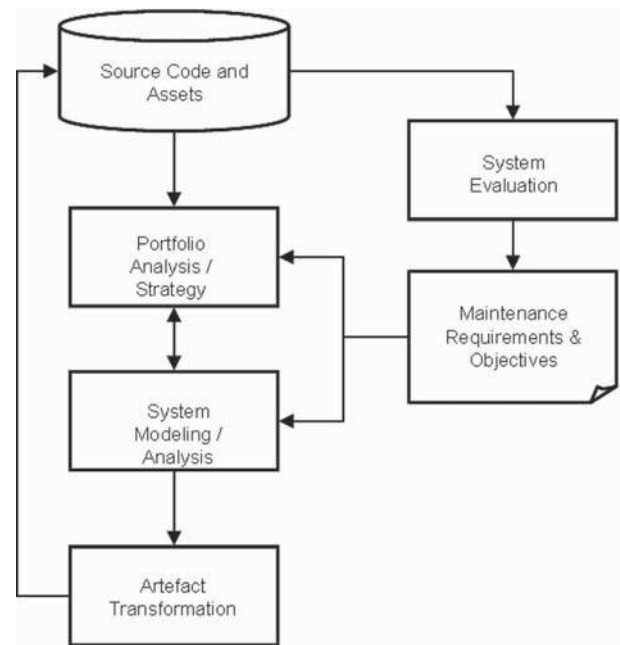 Source Code and
Assets
System
Evaluation
Portfolio
Analysis /
Strategy
Maintenance
Requirements &
Objectives
System
Modeling /
Analysis
Artefact
Transformation